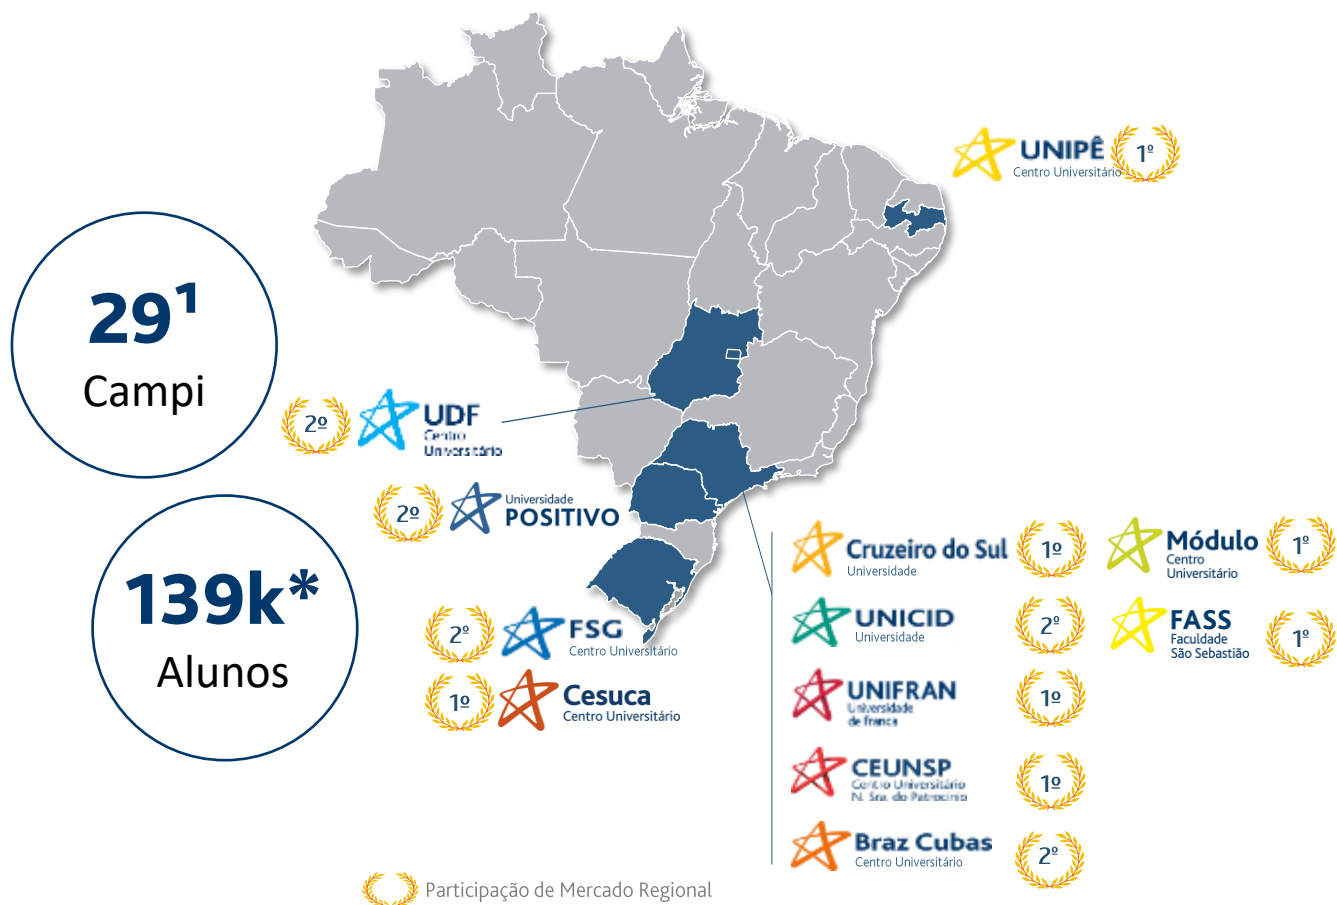 UNIPÊ
Centro Universitário
1º
29¹
Campi
2º
UDF
Centro
Universitário
2º
Universidade
POSITIVO
139k*
Alunos
2º
FSG
Centro Universitário
1º
Cesuca
Centro Universitário
Cruzeiro do Sul
Universidade
1º
Módulo
Centro
Universitário
1º
UNICID
Universidade
2º
FASS
Faculdade
São Sebastião
1º
UNIFRAN
Universidade
de Franca
1º
CEUNSP
Centro Universitário
N. Sra. do Patrocínio
1º
Braz Cubas
Centro Universitário
2º
Participação de Mercado Regional